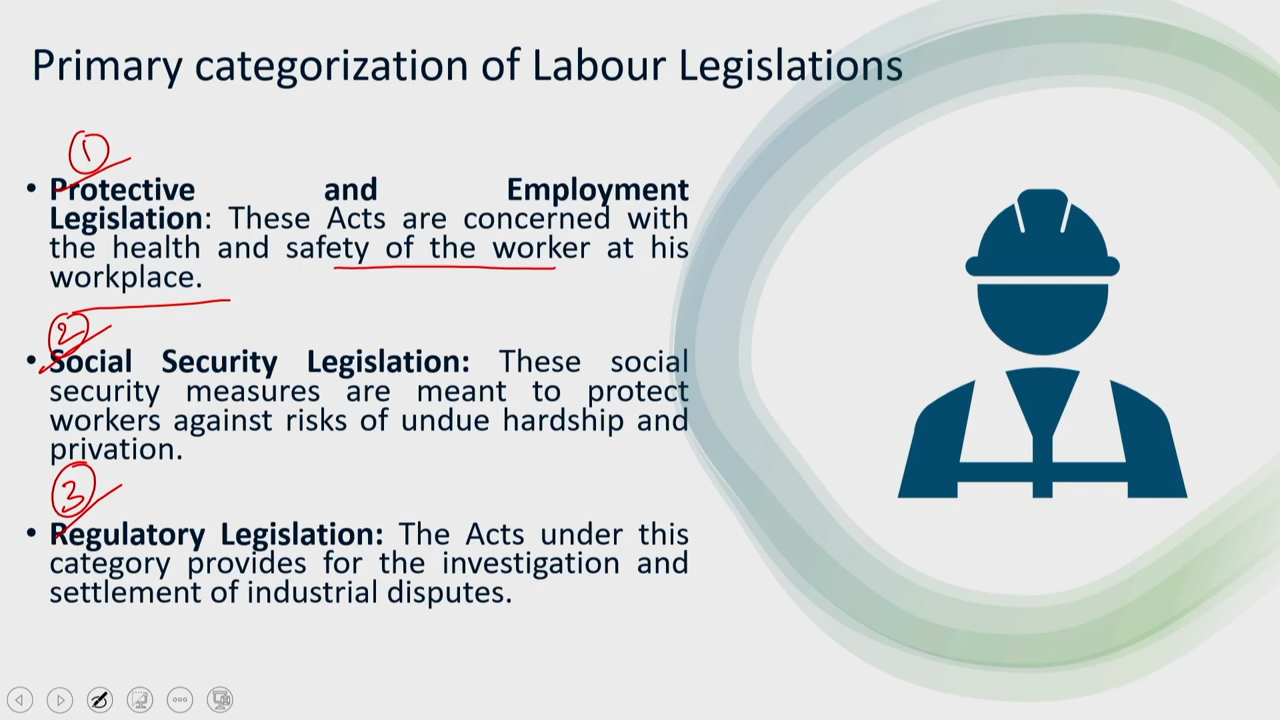 Primary categorization of Labour Legislations
1
• Protective and Employment
Legislation: These Acts are concerned with
the health and safety of the worker at his
workplace.
2
• Social Security Legislation: These social
security measures are meant to protect
workers against risks of undue hardship and
privation.
3
• Regulatory Legislation: The Acts under this
category provides for the investigation and
settlement of industrial disputes.